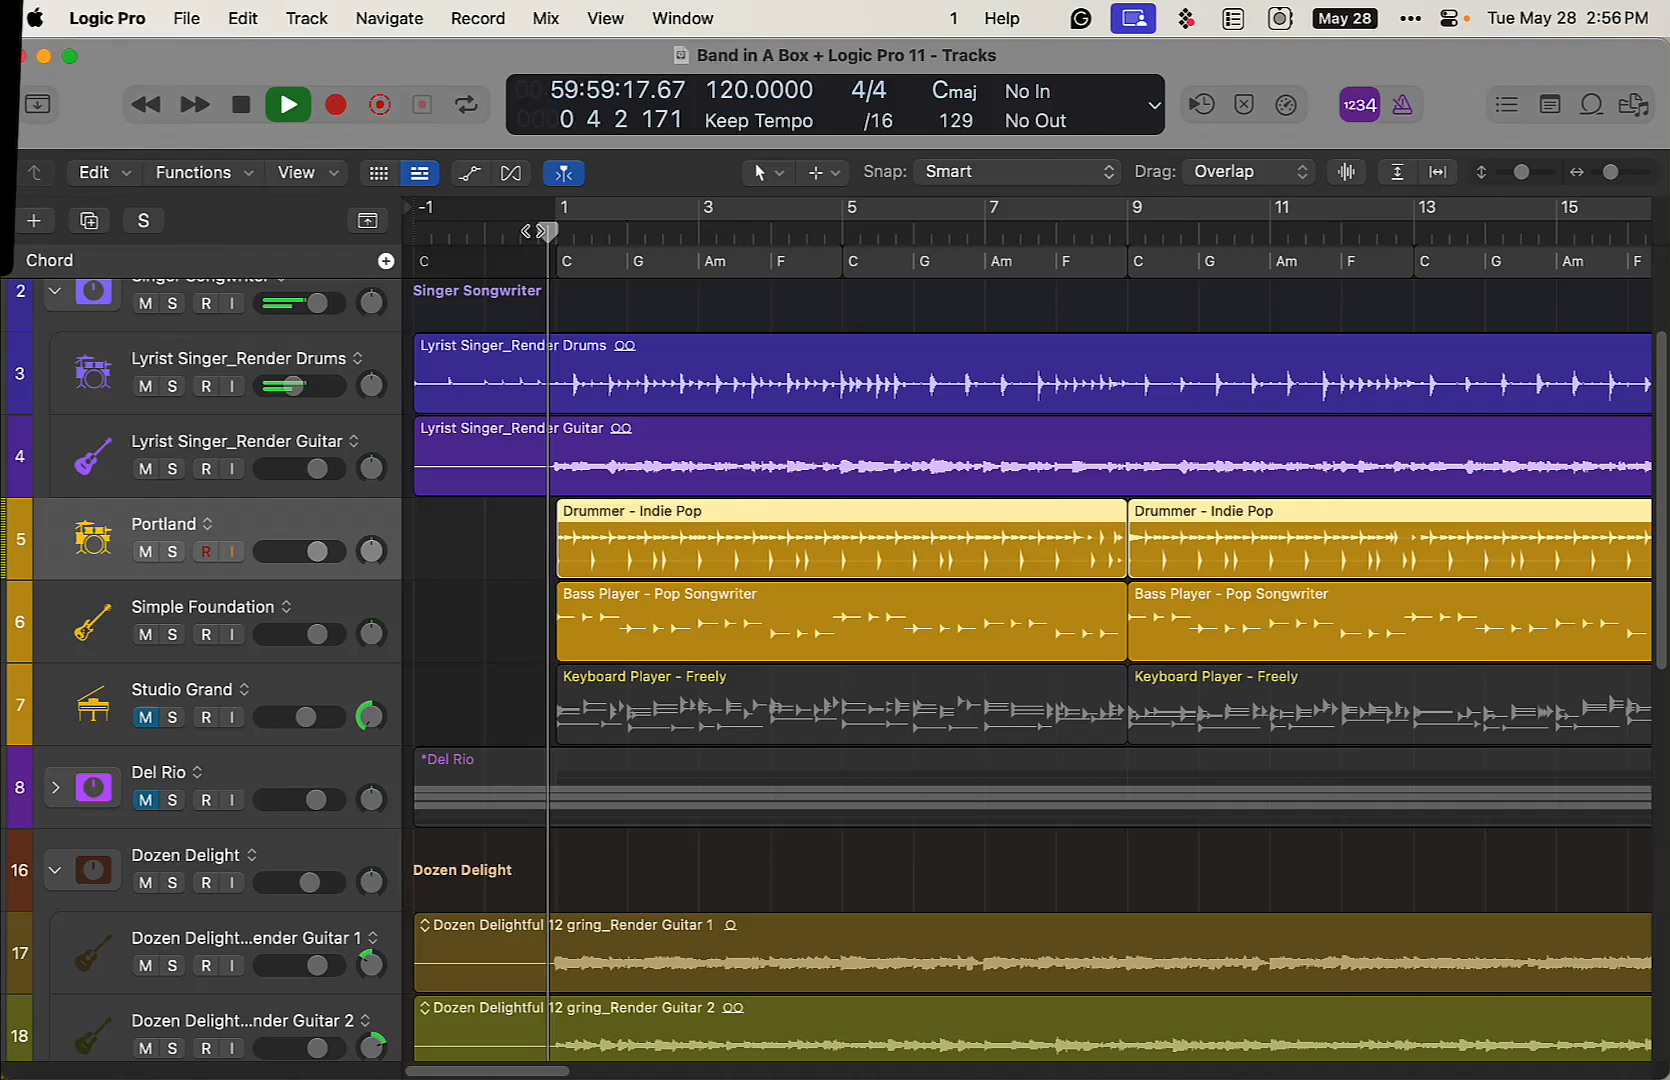 Logic Pro File Edit Track Navigate Record Mix View Window 1 Help May 28 Tue May 28 2:56 PM
Band in A Box + Logic Pro 11 - Tracks
00 59:59:17.67 120.0000 4/4 Cmaj No In
000 0 4 2 171 Keep Tempo /16 129 No Out
1234
Edit Functions View Snap: Smart Drag: Overlap
S
-1 1 3 5 7 9 11 13 15
Chord
C C G Am F C G Am F C G Am F C G Am F
2 Singer Songwriter
M S R I
Singer Songwriter
3 Lyrist Singer_Render Drums
M S R I
Lyrist Singer_Render Drums
4 Lyrist Singer_Render Guitar
M S R I
Lyrist Singer_Render Guitar
5 Portland
M S R I
Drummer - Indie Pop Drummer - Indie Pop
6 Simple Foundation
M S R I
Bass Player - Pop Songwriter Bass Player - Pop Songwriter
7 Studio Grand
M S R I
Keyboard Player - Freely Keyboard Player - Freely
8 Del Rio
M S R I
*Del Rio
16 Dozen Delight
M S R I
Dozen Delight
17 Dozen Delight...ender Guitar 1
M S R I
Dozen Delightful 12 gring_Render Guitar 1
18 Dozen Delight...nder Guitar 2
M S R I
Dozen Delightful 12 gring_Render Guitar 2